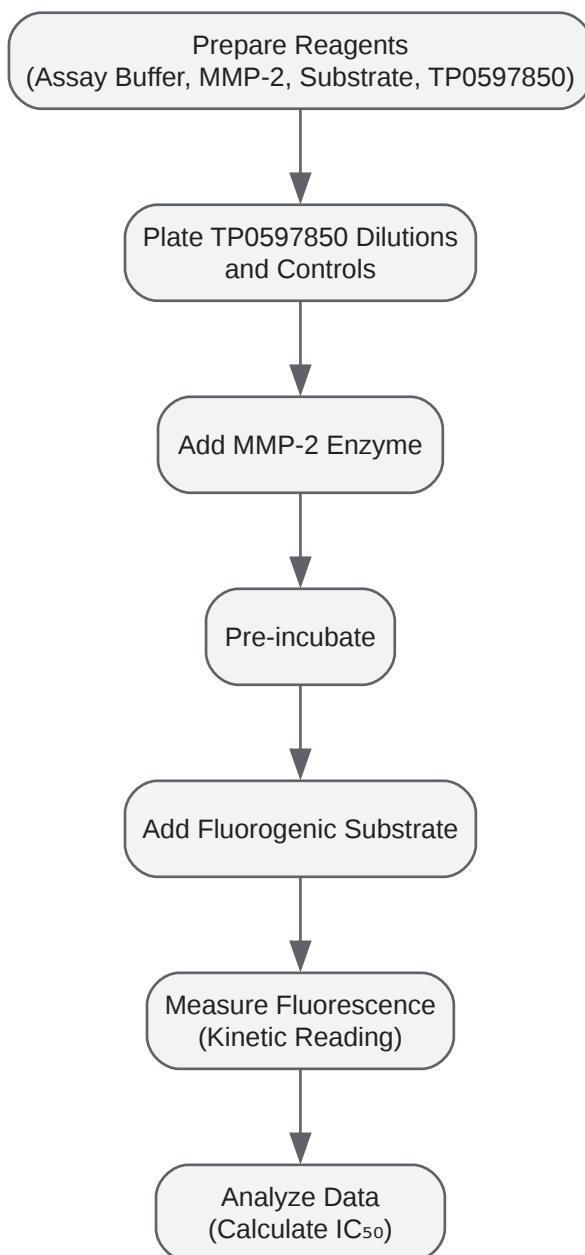 Prepare Reagents
(Assay Buffer, MMP-2, Substrate, TP0597850)
Plate TP0597850 Dilutions
and Controls
Add MMP-2 Enzyme
Pre-incubate
Add Fluorogenic Substrate
Measure Fluorescence
(Kinetic Reading)
Analyze Data
(Calculate IC₅₀)